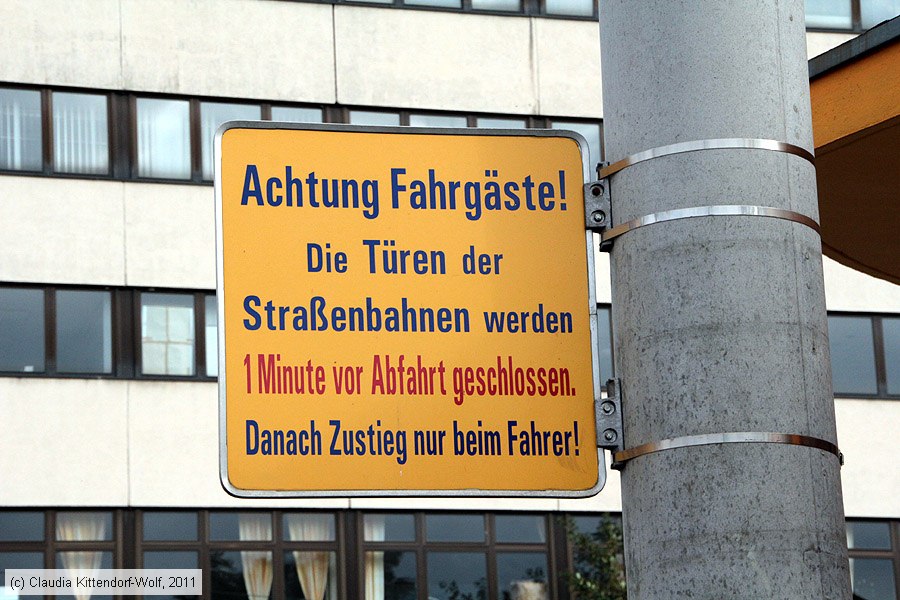 Achtung Fahrgäste!
Die Türen der
Straßenbahnen werden
1 Minute vor Abfahrt geschlossen.
Danach Zustieg nur beim Fahrer!
(c) Claudia Kittendorf-Wolf, 2011